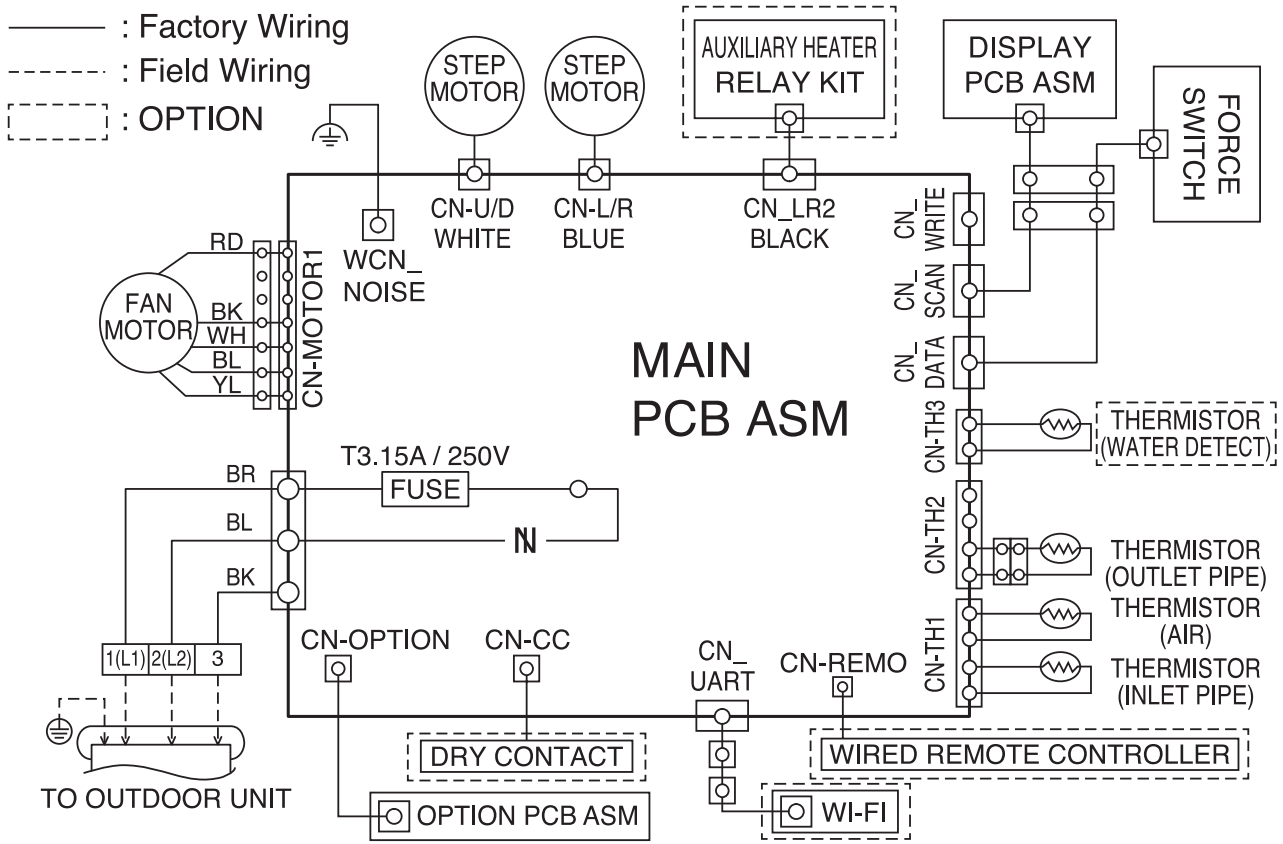 : Factory Wiring
: Field Wiring
: OPTION
STEP
MOTOR
STEP
MOTOR
AUXILIARY HEATER
RELAY KIT
DISPLAY
PCB ASM
FORCE
SWITCH
CN-U/D
WHITE
CN-L/R
BLUE
CN_LR2
BLACK
CN_
WRITE
WCN_
NOISE
RD
BK
WH
BL
YL
FAN
MOTOR
CN-MOTOR1
CN_
SCAN
CN_
DATA
MAIN
PCB ASM
CN-TH3
THERMISTOR
(WATER DETECT)
T3.15A / 250V
FUSE
N
BR
BL
BK
CN-TH2
THERMISTOR
(OUTLET PIPE)
CN-TH1
THERMISTOR
(AIR)
THERMISTOR
(INLET PIPE)
1(L1) 2(L2) 3
TO OUTDOOR UNIT
CN-OPTION
CN-CC
CN_
UART
CN-REMO
DRY CONTACT
WIRED REMOTE CONTROLLER
OPTION PCB ASM
WI-FI